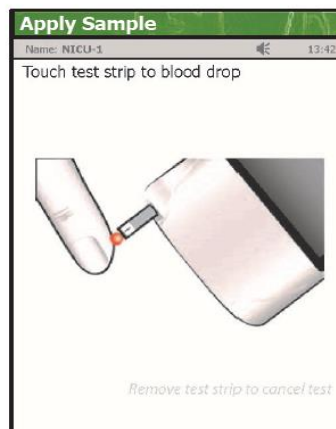 Apply Sample
Name: NICU-1 13:42
Touch test strip to blood drop
Remove test strip to cancel test